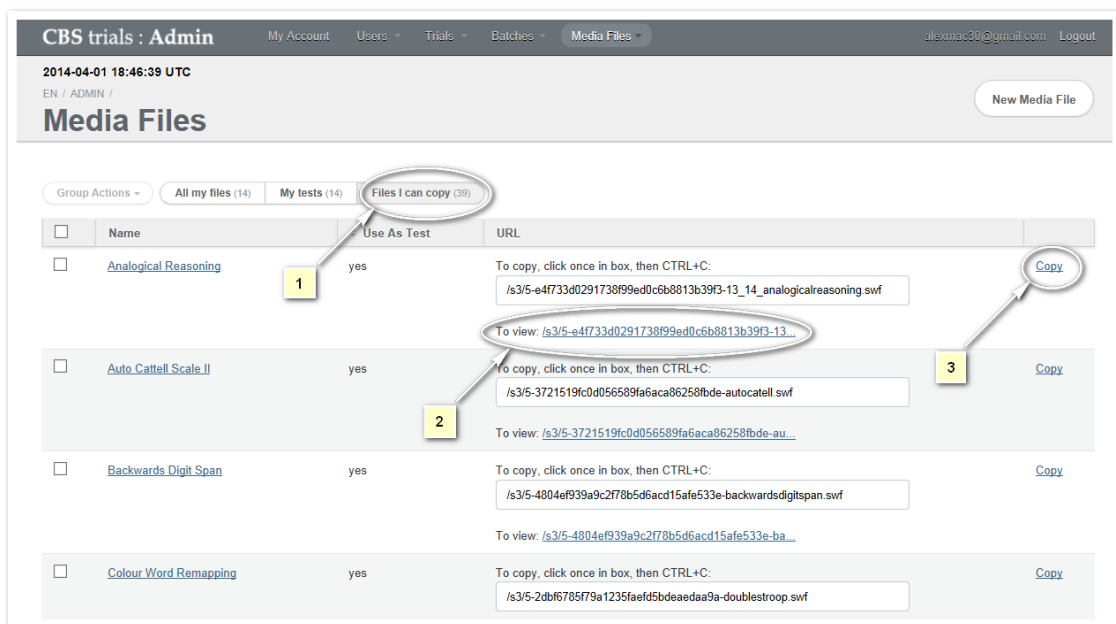 CBS trials : Admin My Account Users Trials Batches Media Files alexmac30@gmail.com Logout
2014-04-01 18:46:39 UTC
EN / ADMIN /
Media Files
New Media File
Group Actions All my files (14) My tests (14) Files I can copy (39)
Name Use As Test URL
Analogical Reasoning yes To copy, click once in box, then CTRL+C: Copy
1
/s3/5-e4f733d0291738f99ed0c6b8813b39f3-13_14_analogicalreasoning.swf
To view: /s3/5-e4f733d0291738f99ed0c6b8813b39f3-13...
3
Auto Cattell Scale II yes To copy, click once in box, then CTRL+C: Copy
/s3/5-3721519fc0d056589fa6aca86258fbde-autocatell.swf
2
To view: /s3/5-3721519fc0d056589fa6aca86258fbde-au...
Backwards Digit Span yes To copy, click once in box, then CTRL+C: Copy
/s3/5-4804ef939a9c2f78b5d6acd15afe533e-backwardsdigitspan.swf
To view: /s3/5-4804ef939a9c2f78b5d6acd15afe533e-ba...
Colour Word Remapping yes To copy, click once in box, then CTRL+C: Copy
/s3/5-2dbf6785f79a1235faefd5bdeaedaa9a-doublestroop.swf